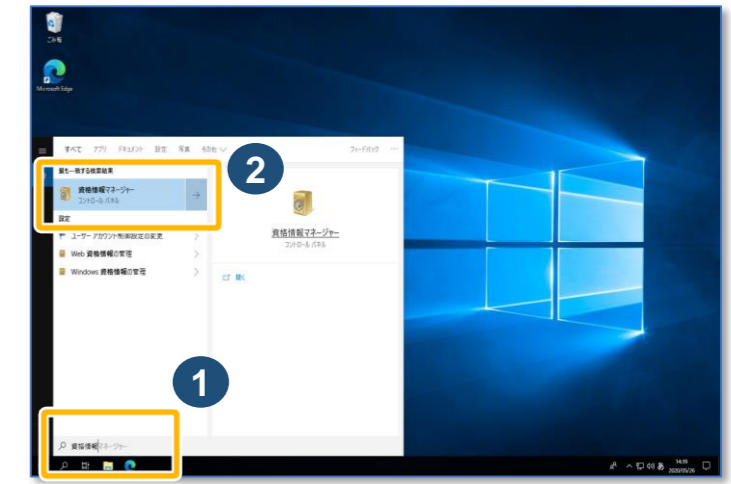 ごみ箱
Microsoft Edge
すべて アプリ ドキュメント 設定 写真 その他 フィードバック ...
最も一致する検索結果
2
資格情報マネージャー
コントロール パネル
設定
ユーザー アカウント制御設定の変更
Web 資格情報の管理
Windows 資格情報の管理
資格情報マネージャー
コントロール パネル
開く
1
資格情報マネージャー
あ
14:39
2020/05/26